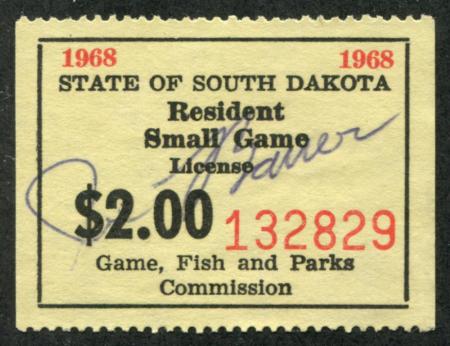 1968 1968
STATE OF SOUTH DAKOTA
Resident
Small Game
License
$2.00 132829
Game, Fish and Parks
Commission